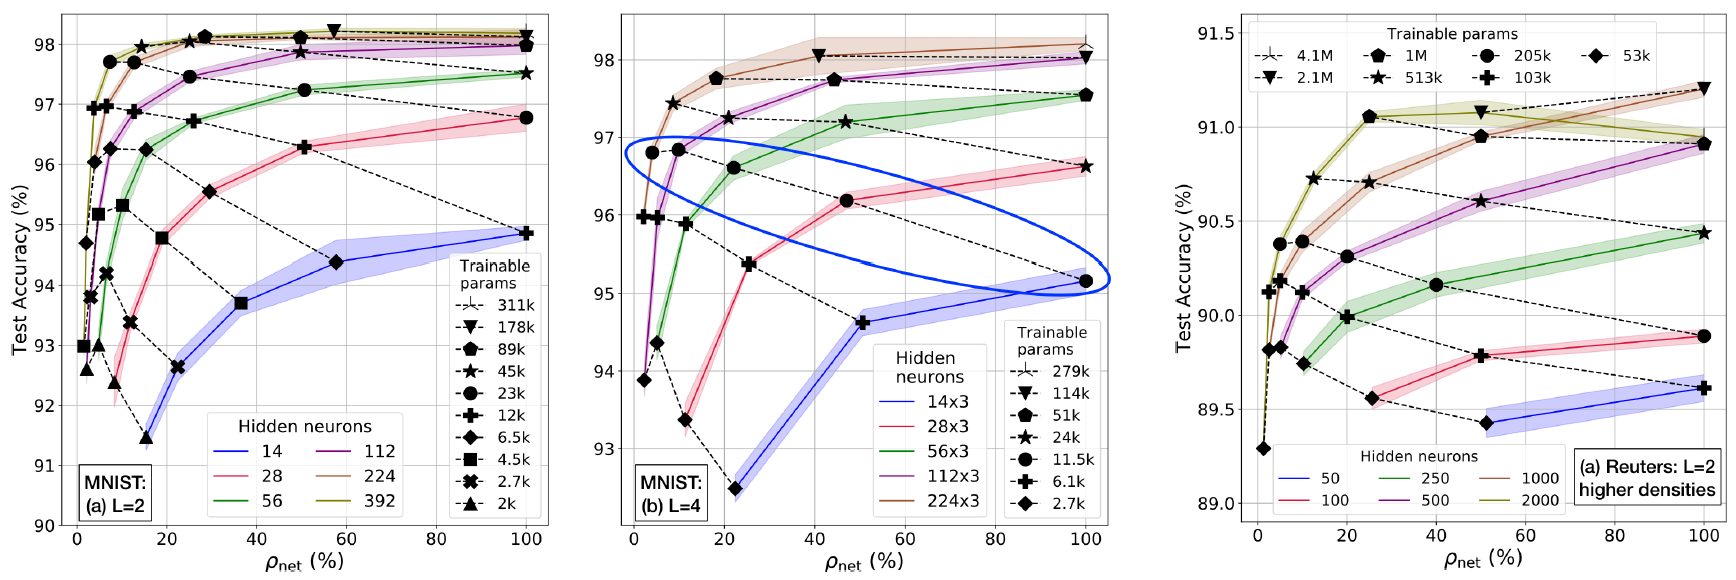 Test Accuracy (%)
98
97
96
95
94
93
92
91
90
0
20
40
60
80
100
ρnet (%)
MNIST:
(a) L=2
Hidden neurons
14
112
28
224
56
392
Trainable
params
311k
178k
89k
45k
23k
12k
6.5k
4.5k
2.7k
2k
98
97
96
95
94
93
0
20
40
60
80
100
ρnet (%)
MNIST:
(b) L=4
Hidden
neurons
14x3
28x3
56x3
112x3
224x3
Trainable
params
279k
114k
51k
24k
11.5k
6.1k
2.7k
Test Accuracy (%)
91.5
91.0
90.5
90.0
89.5
89.0
0
20
40
60
80
100
ρnet (%)
Trainable params
4.1M
1M
205k
53k
2.1M
513k
103k
Hidden neurons
50
250
1000
100
500
2000
(a) Reuters: L=2
higher densities